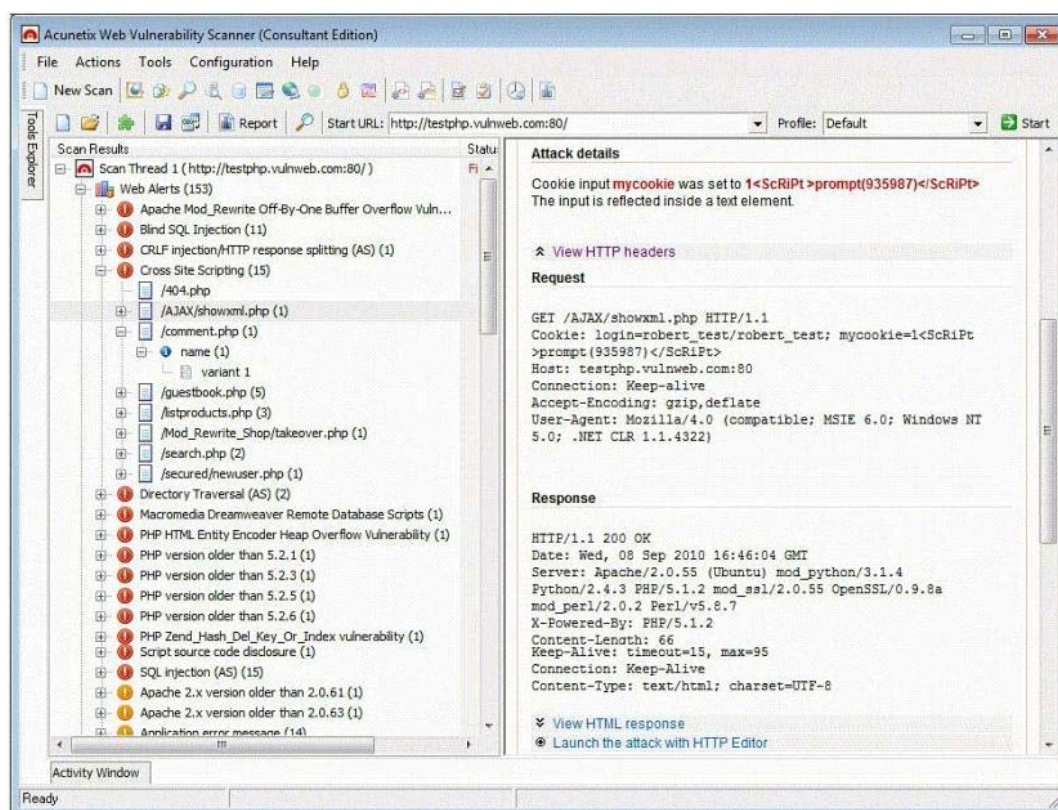 Acunetix Web Vulnerability Scanner (Consultant Edition)
File Actions Tools Configuration Help
New Scan
Report Start URL: http://testphp.vulnweb.com:80/ Profile: Default Start
Tools Explorer
Scan Results Statu
Scan Thread 1 ( http://testphp.vulnweb.com:80/ ) Fi
Web Alerts (153)
Apache Mod_Rewrite Off-By-One Buffer Overflow Vuln...
Blind SQL Injection (11)
CRLF injection/HTTP response splitting (AS) (1)
Cross Site Scripting (15)
/404.php
/AJAX/showxml.php (1)
/comment.php (1)
name (1)
variant 1
/guestbook.php (5)
/listproducts.php (3)
/Mod_Rewrite_Shop/takeover.php (1)
/search.php (2)
/secured/newuser.php (1)
Directory Traversal (AS) (2)
Macromedia Dreamweaver Remote Database Scripts (1)
PHP HTML Entity Encoder Heap Overflow Vulnerability (1)
PHP version older than 5.2.1 (1)
PHP version older than 5.2.3 (1)
PHP version older than 5.2.5 (1)
PHP version older than 5.2.6 (1)
PHP Zend_Hash_Del_Key_Or_Index vulnerability (1)
Script source code disclosure (1)
SQL injection (AS) (15)
Apache 2.x version older than 2.0.61 (1)
Apache 2.x version older than 2.0.63 (1)
Application error message (14)
Attack details
Cookie input mycookie was set to 1<ScRiPt >prompt(935987)</ScRiPt>
The input is reflected inside a text element.
View HTTP headers
Request
GET /AJAX/showxml.php HTTP/1.1
Cookie: login=robert_test/robert_test; mycookie=1<ScRiPt
>prompt(935987)</ScRiPt>
Host: testphp.vulnweb.com:80
Connection: Keep-alive
Accept-Encoding: gzip,deflate
User-Agent: Mozilla/4.0 (compatible; MSIE 6.0; Windows NT
5.0; .NET CLR 1.1.4322)
Response
HTTP/1.1 200 OK
Date: Wed, 08 Sep 2010 16:46:04 GMT
Server: Apache/2.0.55 (Ubuntu) mod_python/3.1.4
Python/2.4.3 PHP/5.1.2 mod_ssl/2.0.55 OpenSSL/0.9.8a
mod_perl/2.0.2 Perl/v5.8.7
X-Powered-By: PHP/5.1.2
Content-Length: 66
Keep-Alive: timeout=15, max=95
Connection: Keep-Alive
Content-Type: text/html; charset=UTF-8
View HTML response
Launch the attack with HTTP Editor
Activity Window
Ready